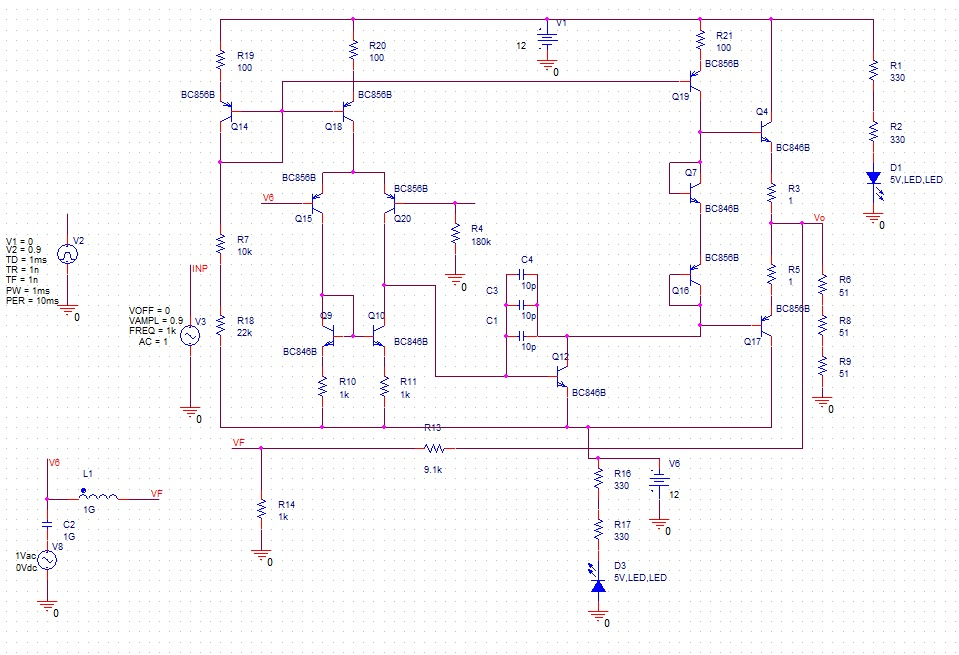 V1
12
0
R19
100
R20
100
R21
100
BC856B
BC856B
BC856B
Q14
Q18
Q19
R1
330
R2
330
D1
5V,LED,LED
0
Q4
BC846B
Q7
BC846B
R3
1
Vo
BC856B
Q16
R5
1
BC856B
Q17
R6
51
R8
51
R9
51
0
BC856B
V6
Q15
BC856B
Q20
R4
180k
0
R7
10k
R18
22k
V1 = 0
V2 = 0.9
TD = 1ms
TR = 1n
TF = 1n
PW = 1ms
PER = 10ms
V2
0
INP
VOFF = 0
VAMPL = 0.9
FREQ = 1k
AC = 1
V3
0
C4
10p
C3
10p
C1
10p
Q9
Q10
BC846B
BC846B
Q12
BC846B
R10
1k
R11
1k
R13
9.1k
VF
R14
1k
0
R16
330
R17
330
V6
12
0
D3
5V,LED,LED
0
V6
L1
1G
VF
C2
1G
V8
1Vac
0Vdc
0